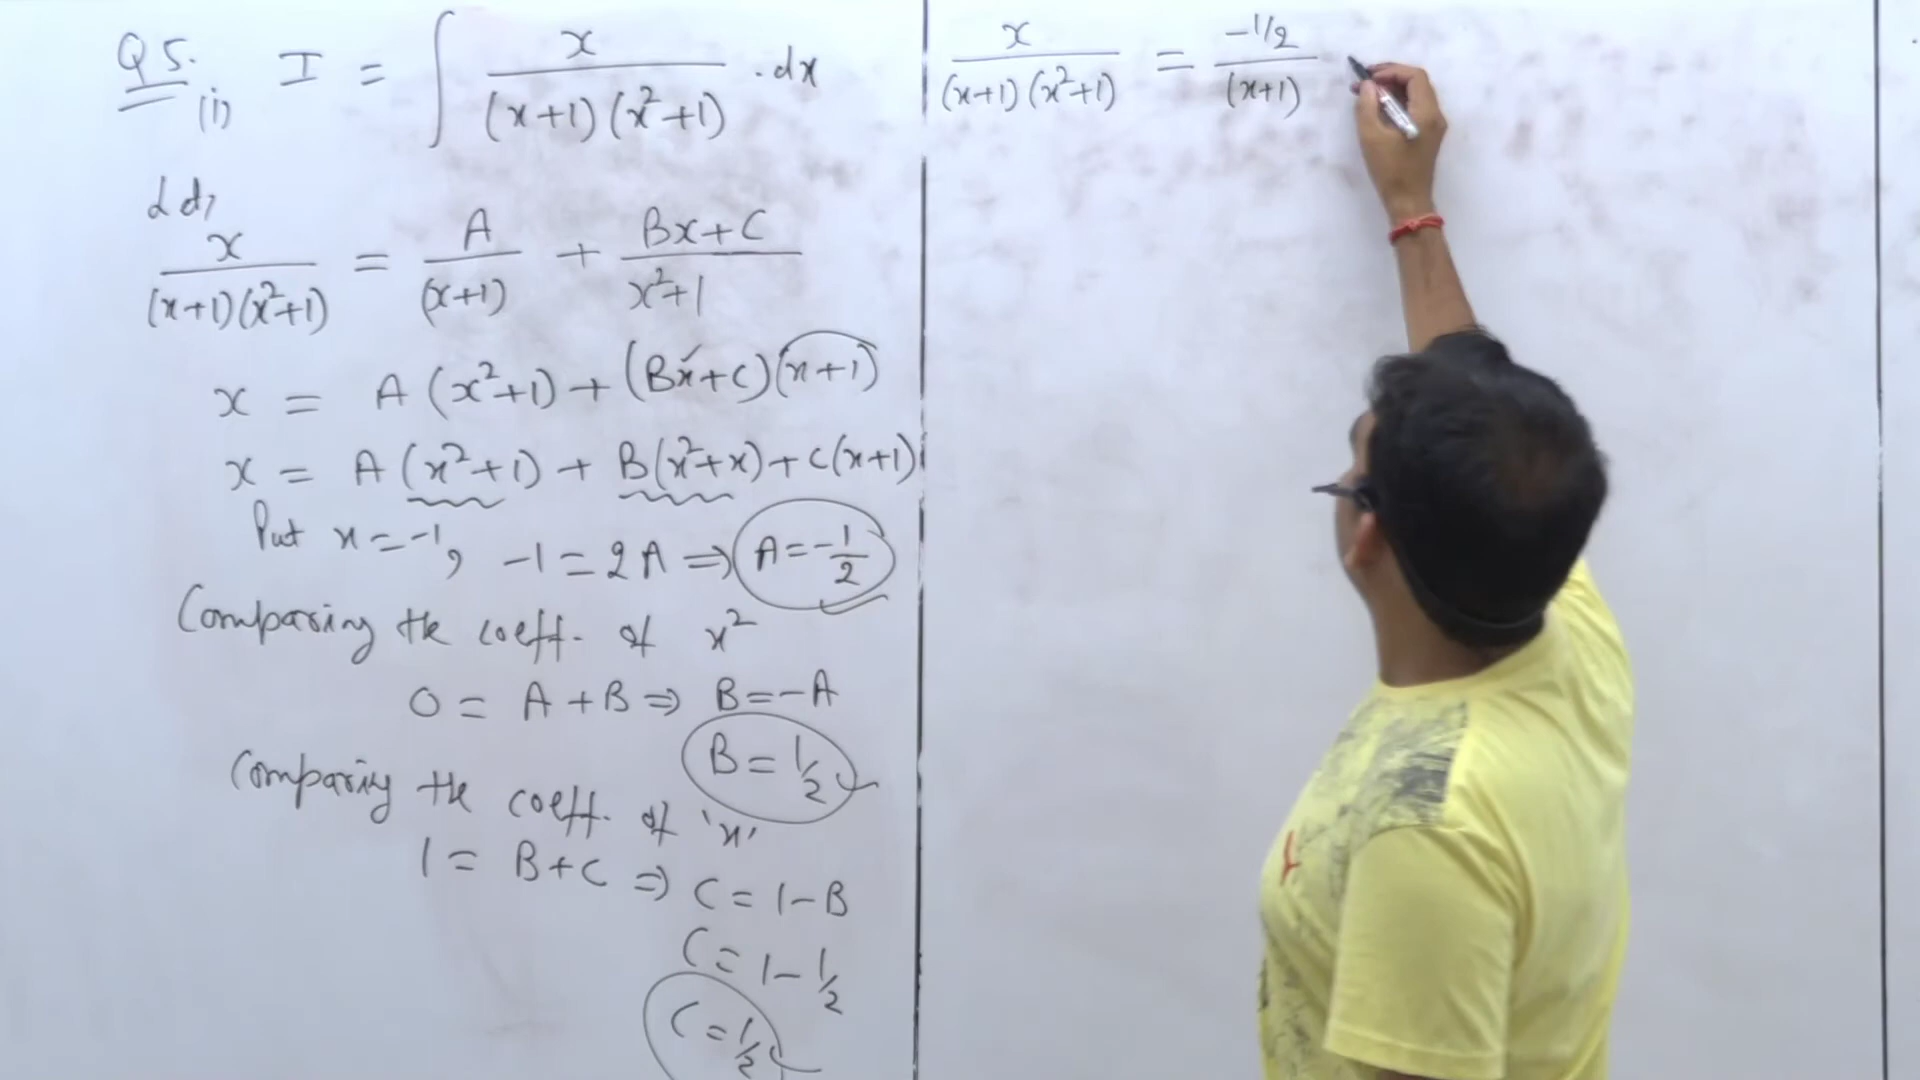 Q5. (i) I = ∫ x / (x+1)(x²+1) . dx
Let,
x / (x+1)(x²+1) = A / (x+1) + Bx+C / x²+1
x = A(x²+1) + (Bx+C)(x+1)
x = A(x²+1) + B(x²+x) + C(x+1)
Put x=-1, -1 = 2A ⇒ A = -1/2
Comparing the coeff. of x²
0 = A+B ⇒ B = -A
B = 1/2
Comparing the coeff. of 'x'
1 = B+C ⇒ C = 1-B
C = 1-1/2
C = 1/2
x / (x+1)(x²+1) = -1/2 / (x+1)